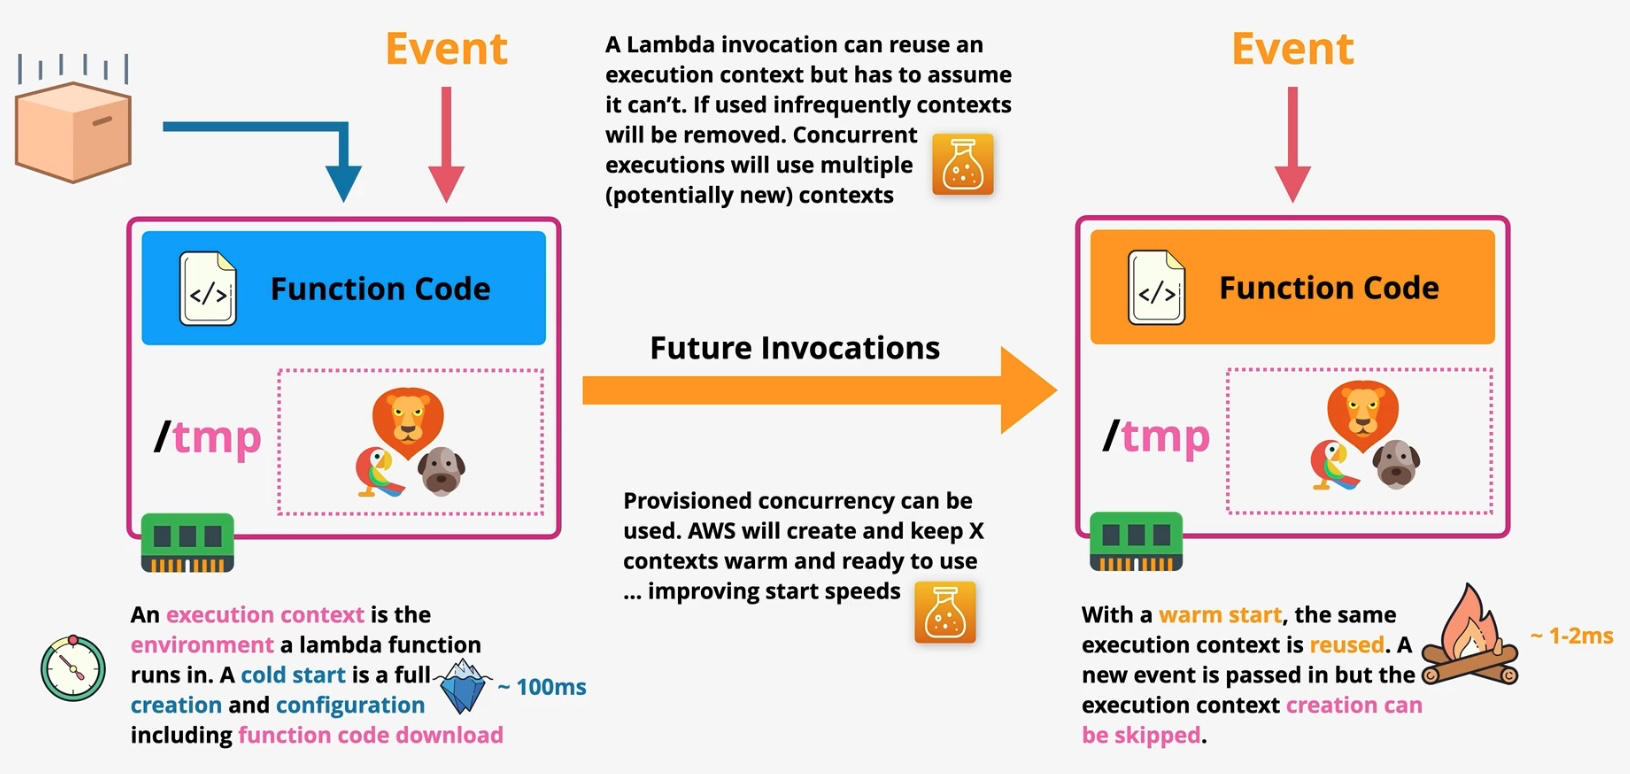 Event
A Lambda invocation can reuse an
execution context but has to assume
it can't. If used infrequently contexts
will be removed. Concurrent
executions will use multiple
(potentially new) contexts
Event
</> Function Code
/tmp
Future Invocations
</> Function Code
/tmp
Provisioned concurrency can be
used. AWS will create and keep X
contexts warm and ready to use
... improving start speeds
An execution context is the
environment a lambda function
runs in. A cold start is a full
creation and configuration
including function code download
~ 100ms
With a warm start, the same
execution context is reused. A
new event is passed in but the
execution context creation can
be skipped.
~ 1-2ms